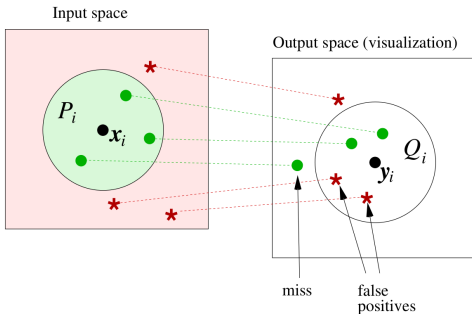 Input space
Output space (visualization)
P_i
x_i
Q_i
y_i
miss
false
positives